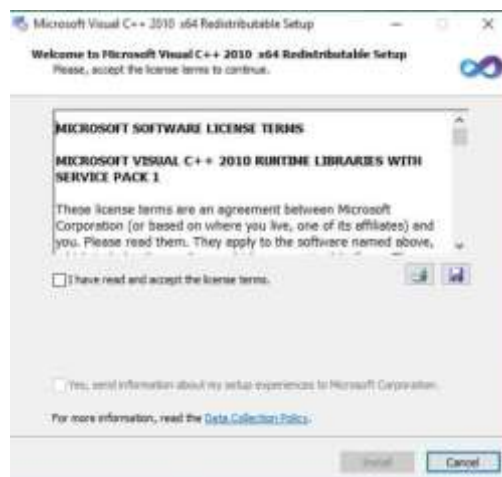 Microsoft Visual C++ 2010 x64 Redistributable Setup
Welcome to Microsoft Visual C++ 2010 x64 Redistributable Setup
Please, accept the license terms to continue.
MICROSOFT SOFTWARE LICENSE TERMS
MICROSOFT VISUAL C++ 2010 RUNTIME LIBRARIES WITH
SERVICE PACK 1
These license terms are an agreement between Microsoft
Corporation (or based on where you live, one of its affiliates) and
you. Please read them. They apply to the software named above,
I have read and accept the license terms.
Yes, send information about my setup experiences to Microsoft Corporation.
For more information, read the Data Collection Policy.
Install
Cancel